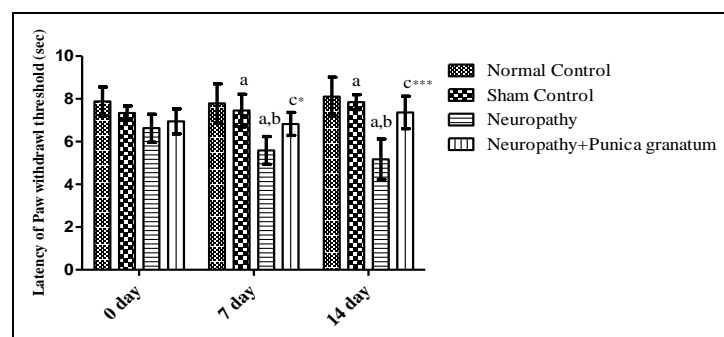 Latency of Paw withdrawl threshold (sec)
10
8
6
4
2
0
a
a,b
c*
a
a,b
c***
0 day
7 day
14 day
Normal Control
Sham Control
Neuropathy
Neuropathy+Punica granatum